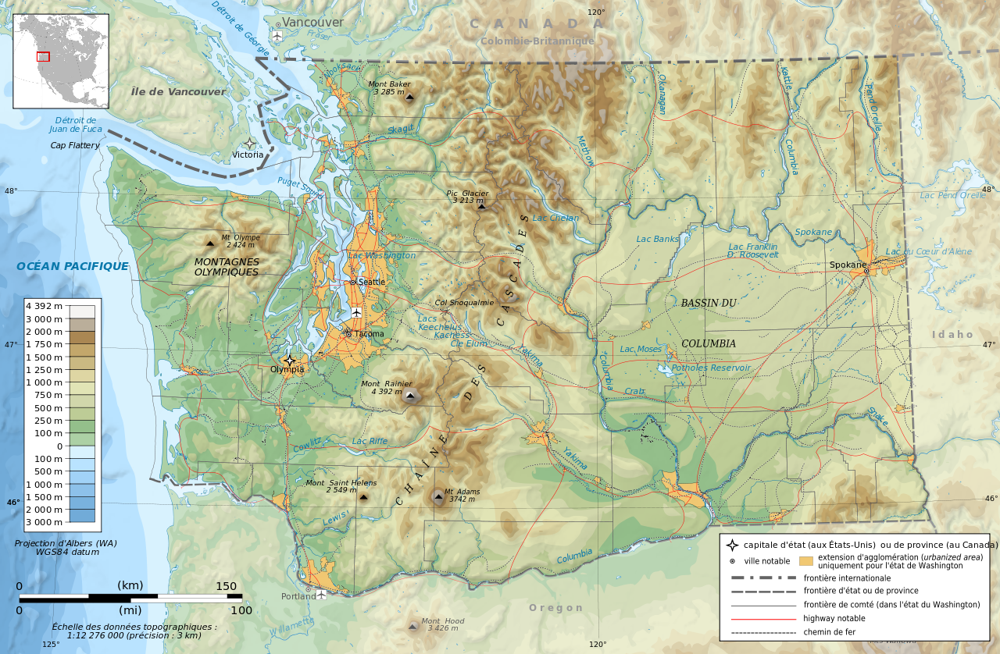 120°
C A N A D A
Colombie-Britannique
Vancouver
Fraser
Détroit de Géorgie
Île de Vancouver
Détroit de
Juan de Fuca
Cap Flattery
Victoria
Nooksack
Mont Baker
3 285 m
Skagit
Okanagan
Methow
Kettle
Columbia
Pend Oreille
48°
Puget Sound
Pic Glacier
3 213 m
Lac Chelan
48°
Lac Pend Oreille
Mt Olympe
2 424 m
MONTAGNES
OLYMPIQUES
OCÉAN PACIFIQUE
Lac Washington
Seattle
Lac Banks
Lac Franklin
D. Roosevelt
Spokane
Spokane
Lac du Cœur d'Alène
CHAÎNE DES CASCADES
Col Snoqualmie
Lacs
Keechelus
Kachess
Cle Elum
Tacoma
Olympia
Yakima
BASSIN DU
COLUMBIA
Lac Moses
Potholes Reservoir
Columbia
Crab
Idaho
47°
47°
Mont Rainier
4 392 m
Cowlitz
Lac Riffe
Yakima
Snake
Mont Saint Helens
2 549 m
Mt Adams
3742 m
Lewis
46°
46°
Columbia
Portland
Willamette
Mont Hood
3 426 m
Oregon
125°
120°
4 392 m
3 000 m
2 000 m
1 750 m
1 500 m
1 250 m
1 000 m
750 m
500 m
250 m
100 m
0
100 m
500 m
1 000 m
1 500 m
2 000 m
3 000 m
Projection d'Albers (WA)
WGS84 datum
0 (km) 150
0 (mi) 100
Échelle des données topographiques :
1:12 276 000 (précision : 3 km)
capitale d'état (aux États-Unis) ou de province (au Canada)
ville notable
extension d'agglomération (urbanized area)
uniquement pour l'état de Washington
frontière internationale
frontière d'état ou de province
frontière de comté (dans l'état du Washington)
highway notable
chemin de fer